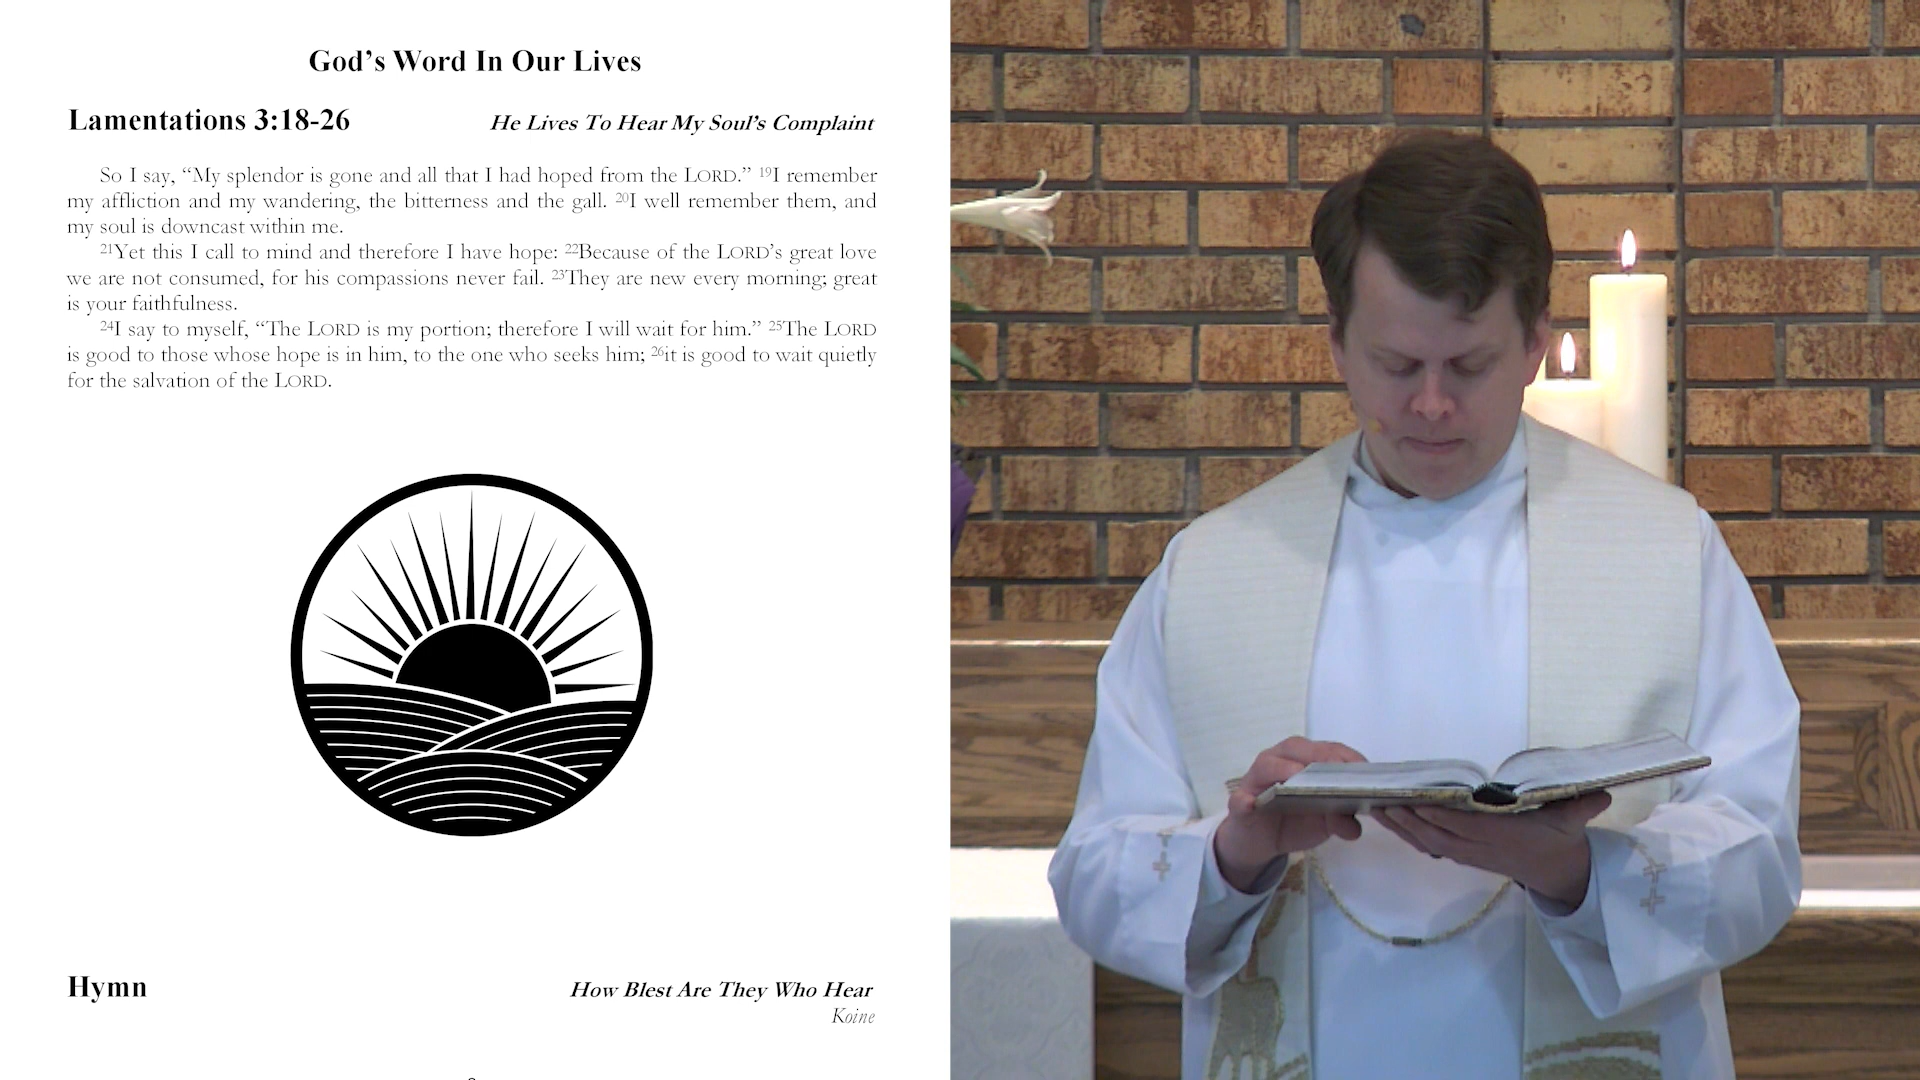 God’s Word In Our Lives
Lamentations 3:18-26 He Lives To Hear My Soul’s Complaint
So I say, “My splendor is gone and all that I had hoped from the LORD.” 19I remember
my affliction and my wandering, the bitterness and the gall. 20I well remember them, and
my soul is downcast within me.
21Yet this I call to mind and therefore I have hope: 22Because of the LORD’s great love
we are not consumed, for his compassions never fail. 23They are new every morning; great
is your faithfulness.
24I say to myself, “The LORD is my portion; therefore I will wait for him.” 25The LORD
is good to those whose hope is in him, to the one who seeks him; 26it is good to wait quietly
for the salvation of the LORD.
Hymn How Blest Are They Who Hear
Koine